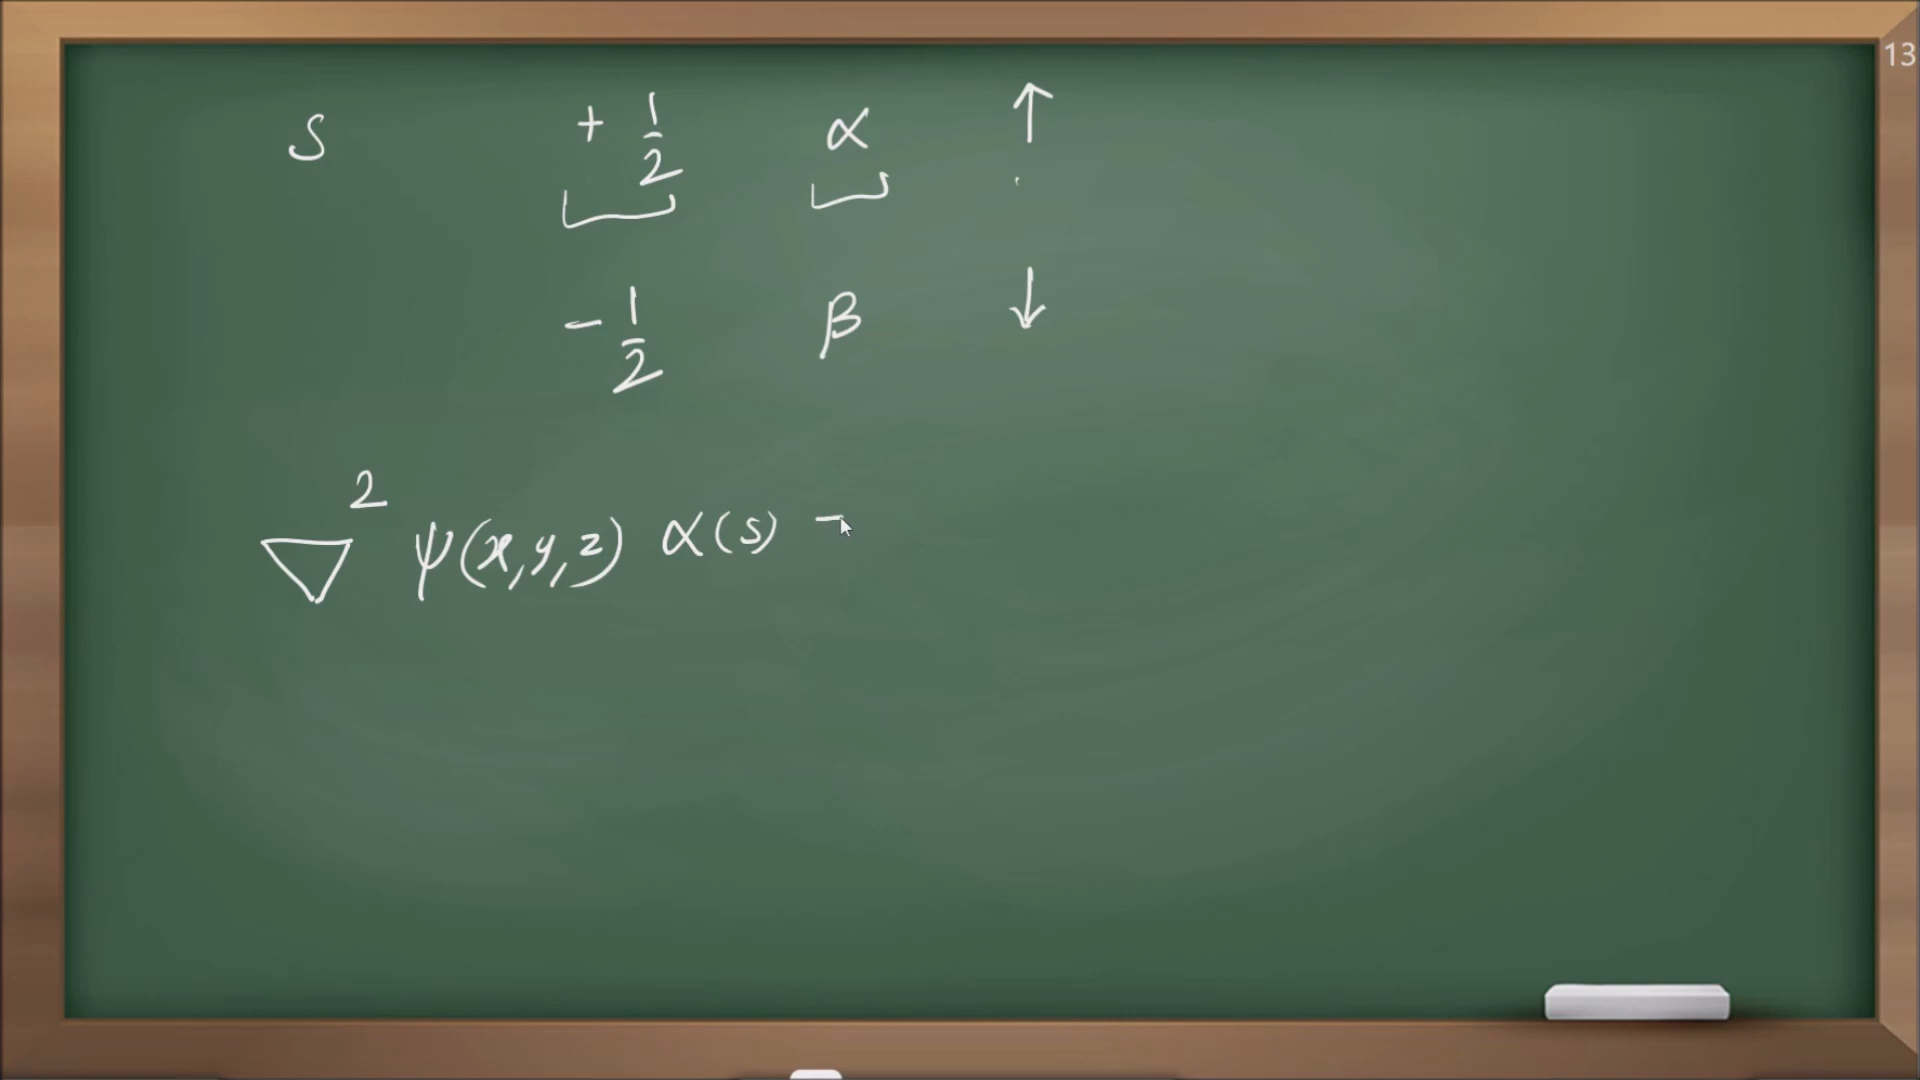 13
S + 1/2 α ↑
- 1/2 β ↓
∇² ψ(x,y,z) α(s) -